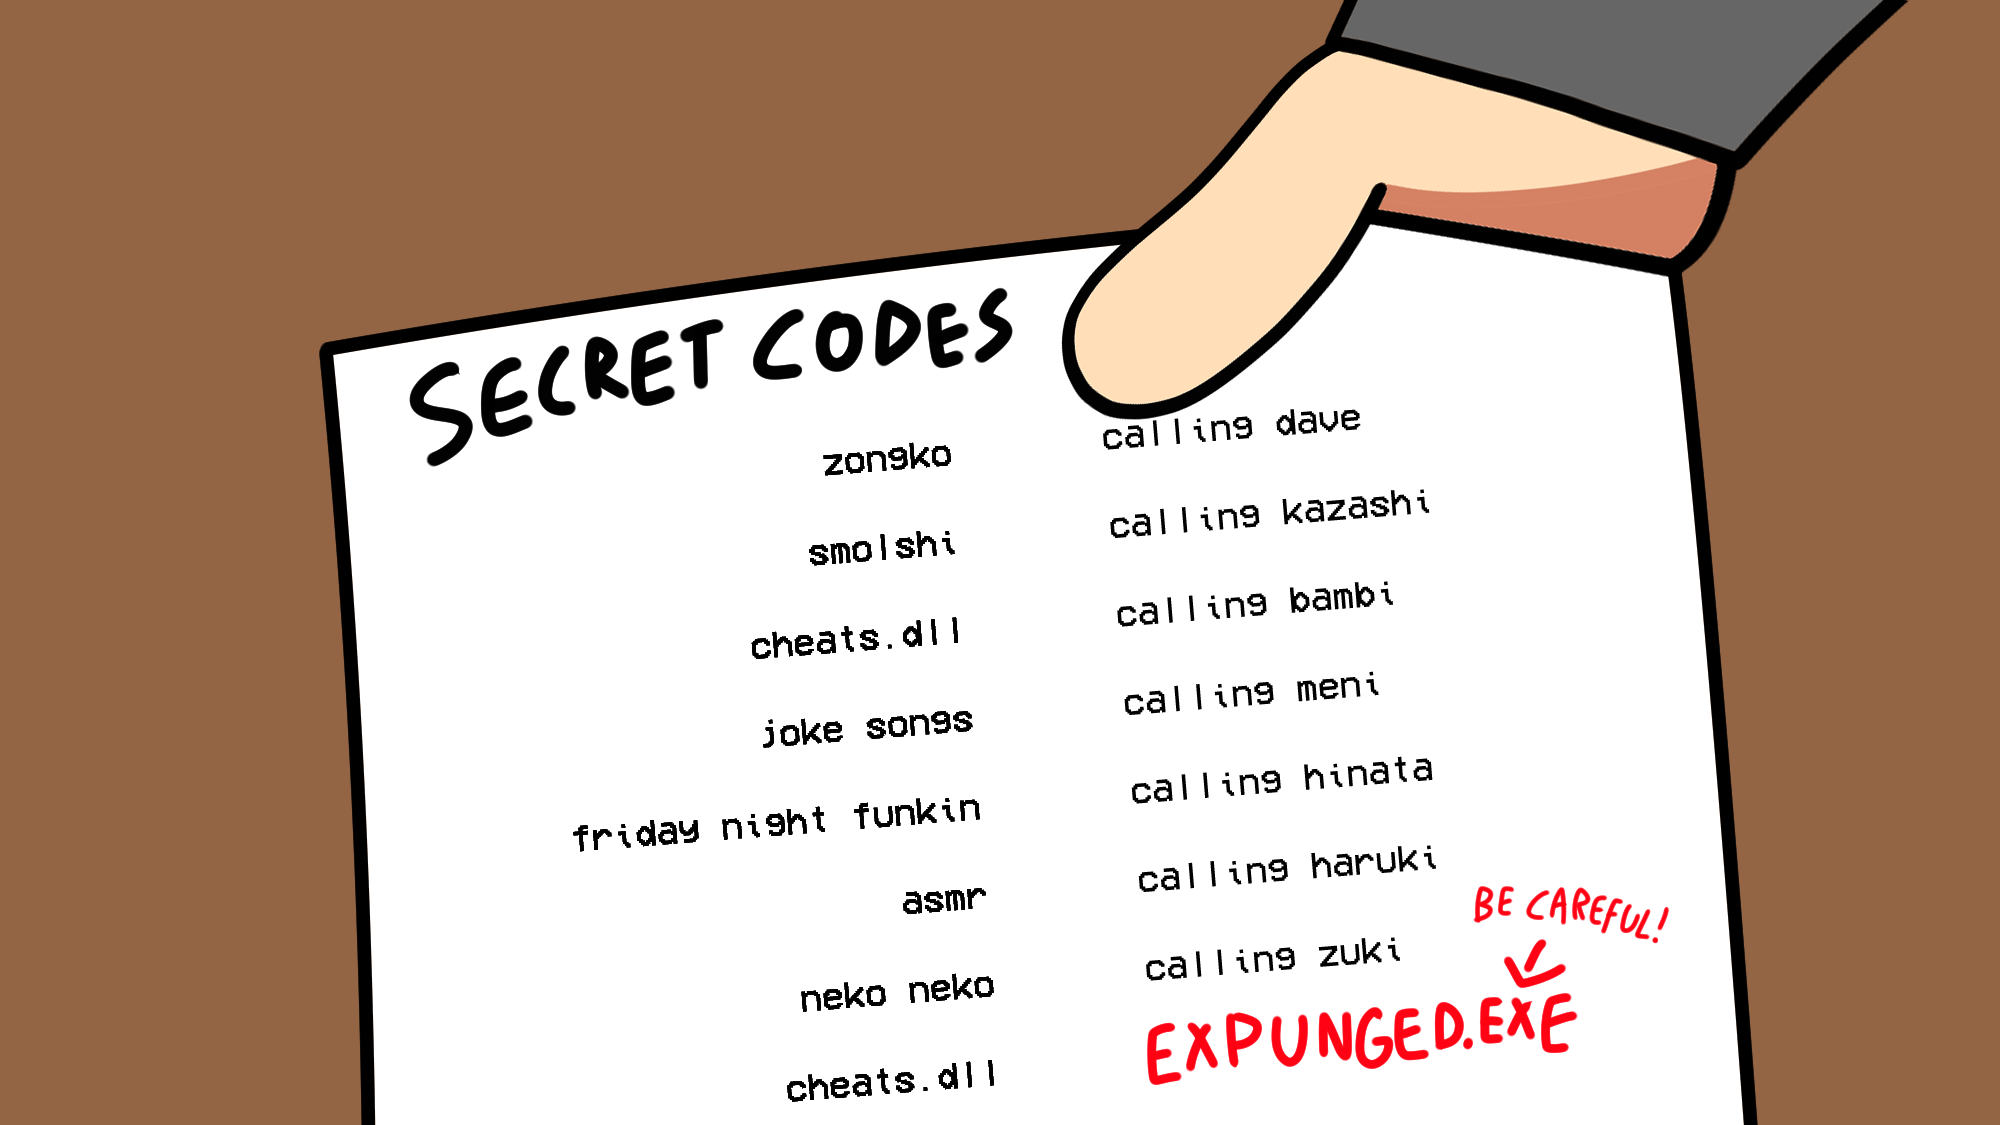 SECRET CODES
zongko
smolshi
cheats.dll
joke songs
friday night funkin
asmr
neko neko
cheats.dll
calling dave
calling kazashi
calling bambi
calling meni
calling hinata
calling haruki
calling zuki
BE CAREFUL!
EXPUNGED.EXE